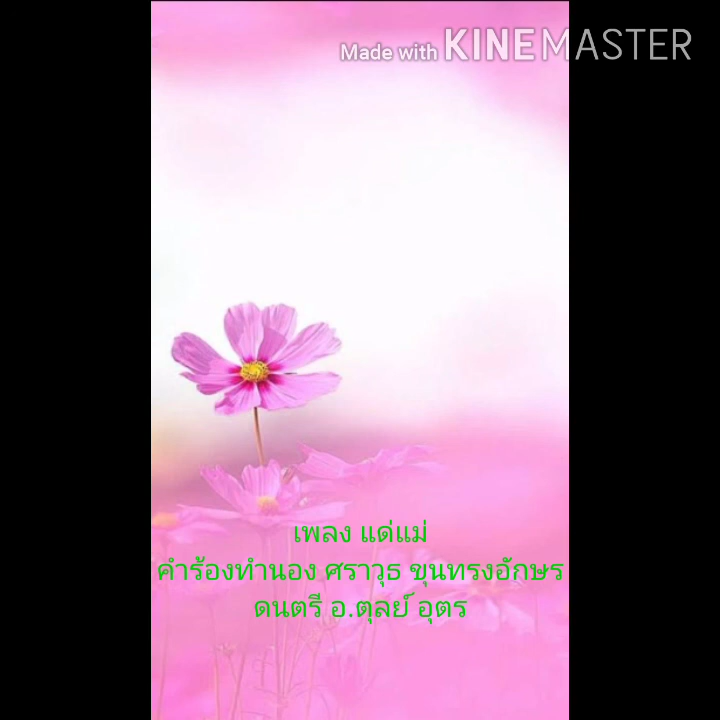 Made with KINEMASTER
เพลง แด่แม่
คำร้องทำนอง ศราวุธ ขุนทรงอักษร
ดนตรี อ.ตุลย์ อุตร